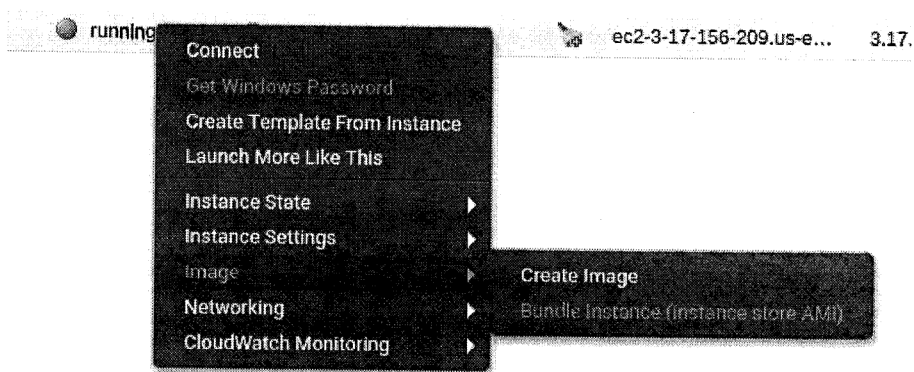 running
ec2-3-17-156-209.us-e... 3.17.
Connect
Get Windows Password
Create Template From Instance
Launch More Like This
Instance State
Instance Settings
Image
Create Image
Networking
Bundle Instance (instance store AMI)
CloudWatch Monitoring